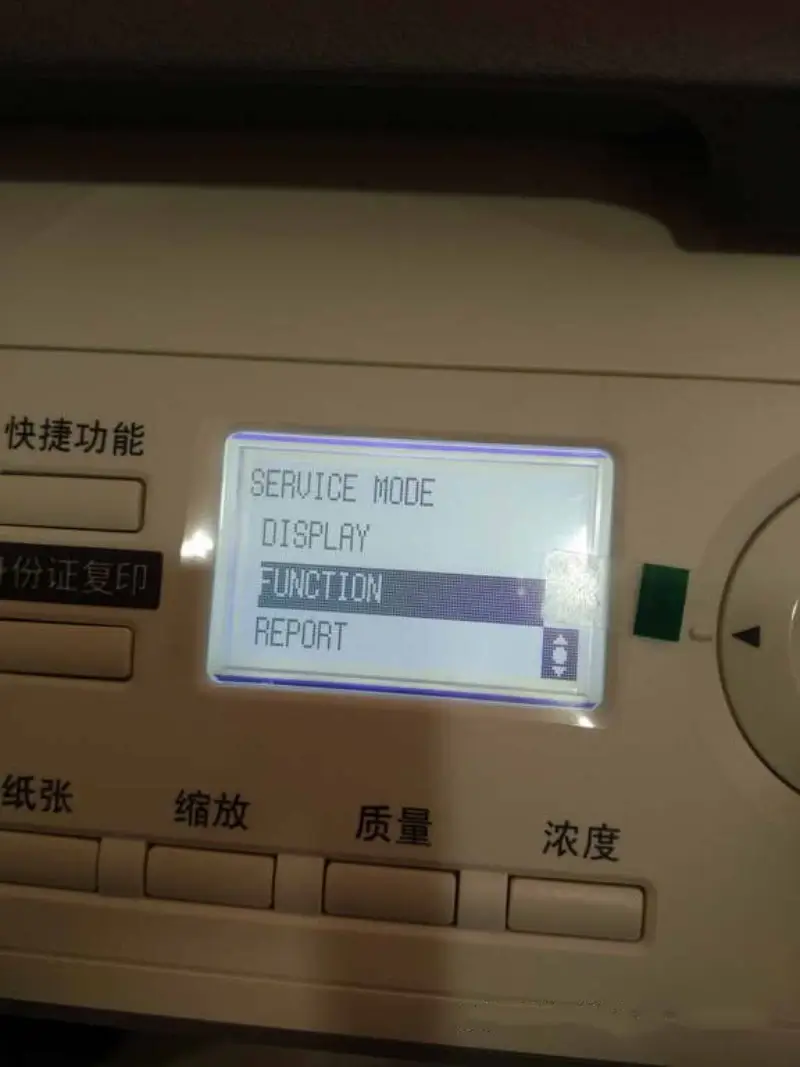 快捷功能
SERVICE MODE
DISPLAY
份证复印
FUNCTION
REPORT
纸张
缩放
质量
浓度